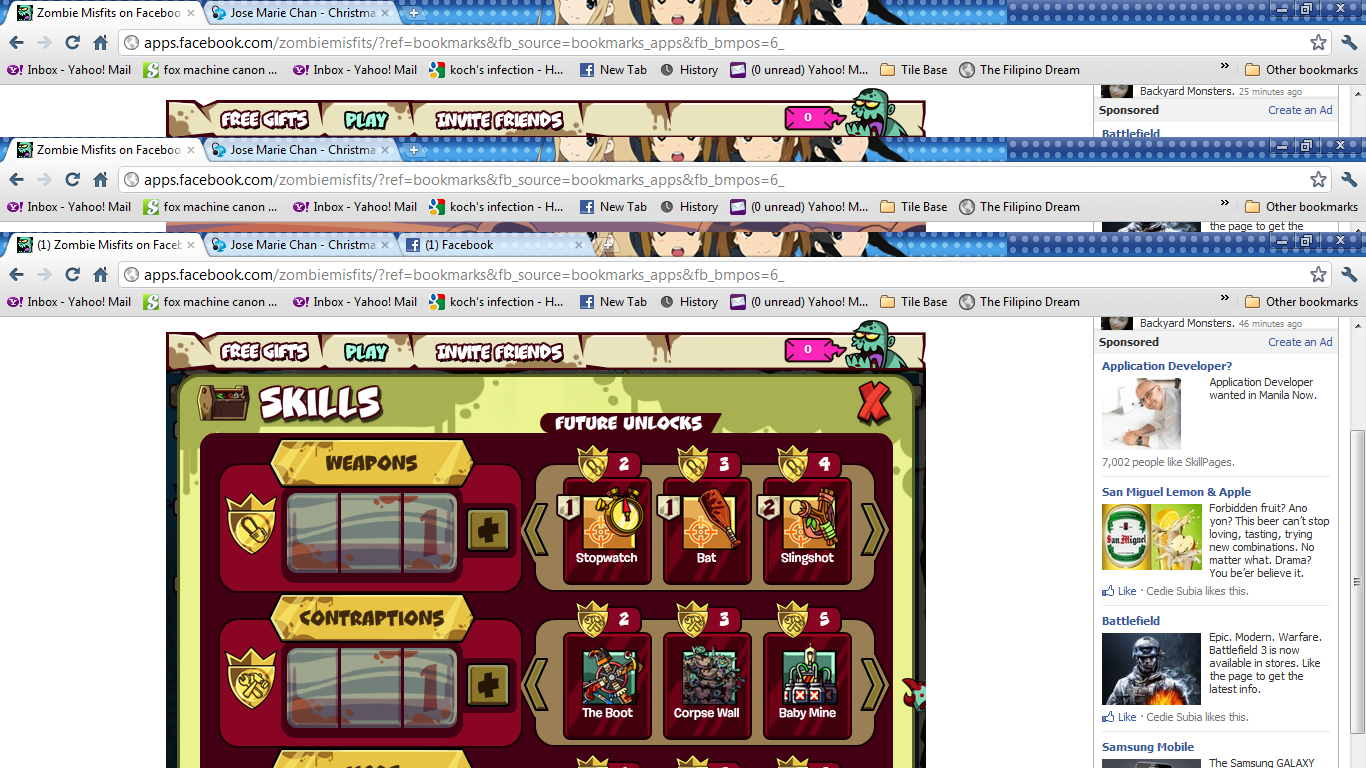 Zombie Misfits on Faceboo
Jose Marie Chan - Christma
apps.facebook.com/zombiemisfits/?ref=bookmarks&fb_source=bookmarks_apps&fb_bmpos=6_
Inbox - Yahoo! Mail fox machine canon ... Inbox - Yahoo! Mail koch's infection - H... New Tab History (0 unread) Yahoo! M... Tile Base The Filipino Dream » Other bookmarks
Backyard Monsters. 25 minutes ago
FREE GIFTS PLAY INVITE FRIENDS 0
Sponsored Create an Ad
Battlefield
Zombie Misfits on Faceboo
Jose Marie Chan - Christma
apps.facebook.com/zombiemisfits/?ref=bookmarks&fb_source=bookmarks_apps&fb_bmpos=6_
Inbox - Yahoo! Mail fox machine canon ... Inbox - Yahoo! Mail koch's infection - H... New Tab History (0 unread) Yahoo! M... Tile Base The Filipino Dream » Other bookmarks
the page to get the
(1) Zombie Misfits on Faceb
Jose Marie Chan - Christma
(1) Facebook
apps.facebook.com/zombiemisfits/?ref=bookmarks&fb_source=bookmarks_apps&fb_bmpos=6_
Inbox - Yahoo! Mail fox machine canon ... Inbox - Yahoo! Mail koch's infection - H... New Tab History (0 unread) Yahoo! M... Tile Base The Filipino Dream » Other bookmarks
FREE GIFTS PLAY INVITE FRIENDS 0
SKILLS
FUTURE UNLOCKS
WEAPONS
1
2 3 4
1 1 2
Stopwatch Bat Slingshot
CONTRAPTIONS
1
2 3 5
The Boot Corpse Wall Baby Mine
Backyard Monsters. 46 minutes ago
Sponsored Create an Ad
Application Developer?
Application Developer
wanted in Manila Now.
7,002 people like SkillPages.
San Miguel Lemon & Apple
San Miguel
Forbidden fruit? Ano
yon? This beer can't stop
loving, tasting, trying
new combinations. No
matter what. Drama?
You be'er believe it.
Like · Cedie Subia likes this.
Battlefield
Epic. Modern. Warfare.
Battlefield 3 is now
available in stores. Like
the page to get the
latest info.
Like · Cedie Subia likes this.
Samsung Mobile
The Samsung GALAXY